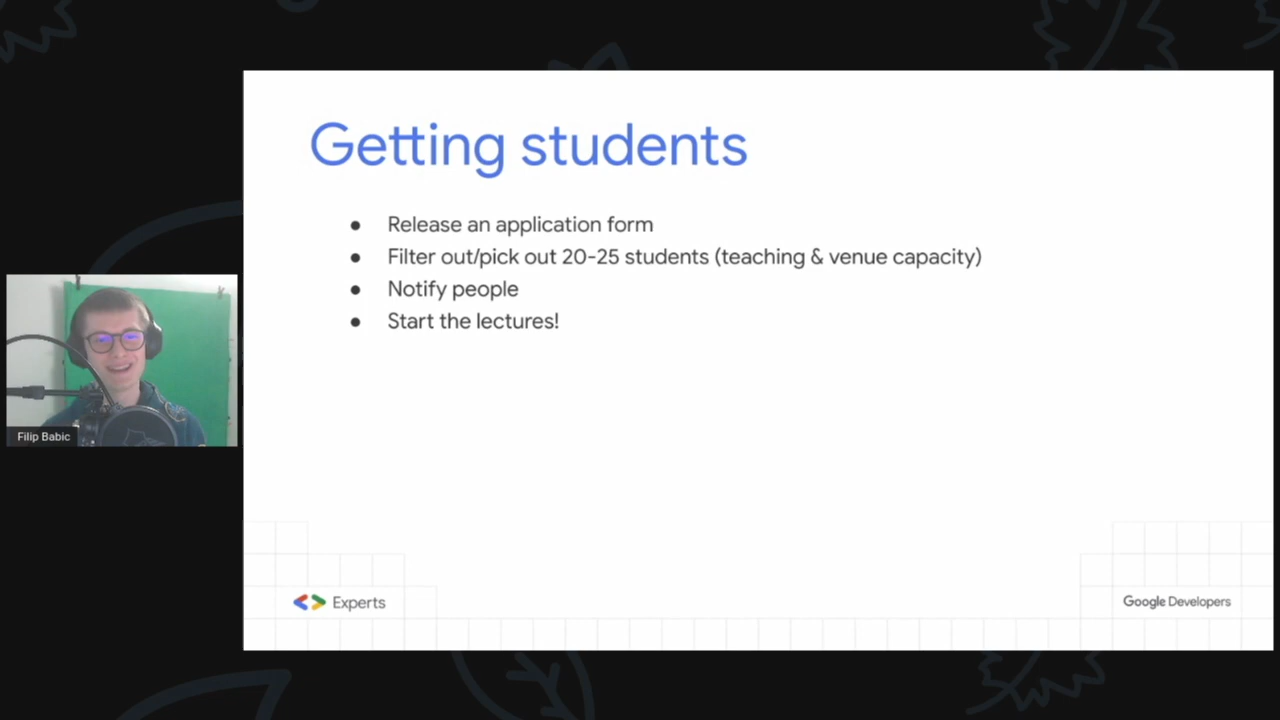 Getting students
● Release an application form
● Filter out/pick out 20-25 students (teaching & venue capacity)
● Notify people
● Start the lectures!
Filip Babic
Experts
Google Developers